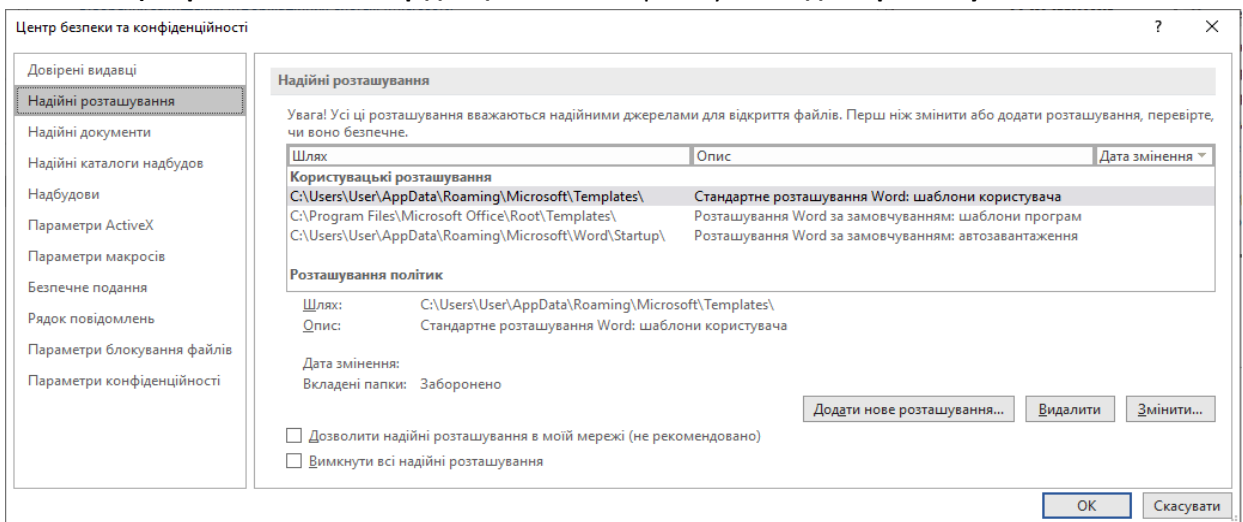 Центр безпеки та конфіденційності
?
×
Довірені видавці
Надійні розташування
Надійні документи
Надійні каталоги надбудов
Надбудови
Параметри ActiveX
Параметри макросів
Безпечне подання
Рядок повідомлень
Параметри блокування файлів
Параметри конфіденційності
Надійні розташування
Увага! Усі ці розташування вважаються надійними джерелами для відкриття файлів. Перш ніж змінити або додати розташування, перевірте,
чи воно безпечне.
Шлях Опис Дата змінення
Користувацькі розташування
C:\Users\User\AppData\Roaming\Microsoft\Templates\ Стандартне розташування Word: шаблони користувача
C:\Program Files\Microsoft Office\Root\Templates\ Розташування Word за замовчуванням: шаблони програм
C:\Users\User\AppData\Roaming\Microsoft\Word\Startup\ Розташування Word за замовчуванням: автозавантаження
Розташування політик
Шлях: C:\Users\User\AppData\Roaming\Microsoft\Templates\
Опис: Стандартне розташування Word: шаблони користувача
Дата змінення:
Вкладені папки: Заборонено
Додати нове розташування... Видалити Змінити...
Дозволити надійні розташування в моїй мережі (не рекомендовано)
Вимкнути всі надійні розташування
ОК Скасувати